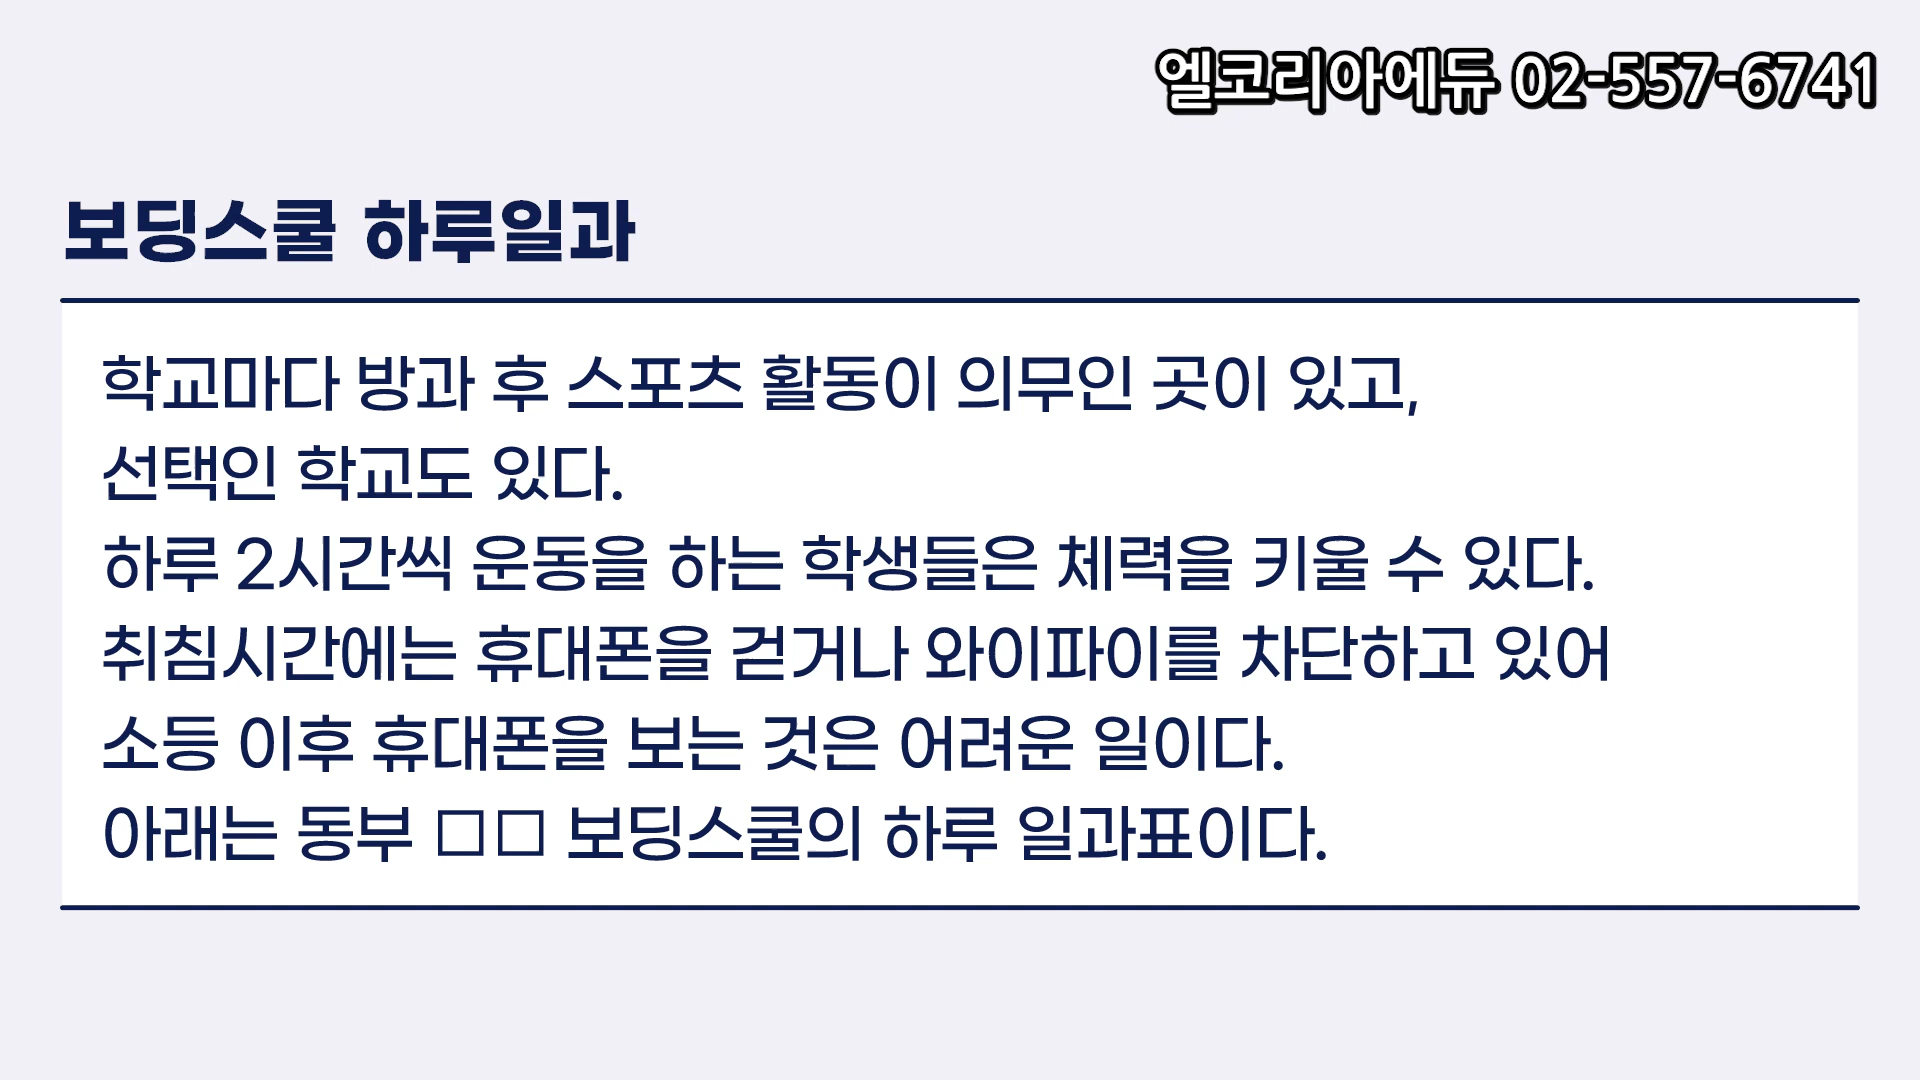 엘코리아에듀 02-557-6741
보딩스쿨 하루일과
학교마다 방과 후 스포츠 활동이 의무인 곳이 있고,
선택인 학교도 있다.
하루 2시간씩 운동을 하는 학생들은 체력을 키울 수 있다.
취침시간에는 휴대폰을 걷거나 와이파이를 차단하고 있어
소등 이후 휴대폰을 보는 것은 어려운 일이다.
아래는 동부 □□ 보딩스쿨의 하루 일과표이다.